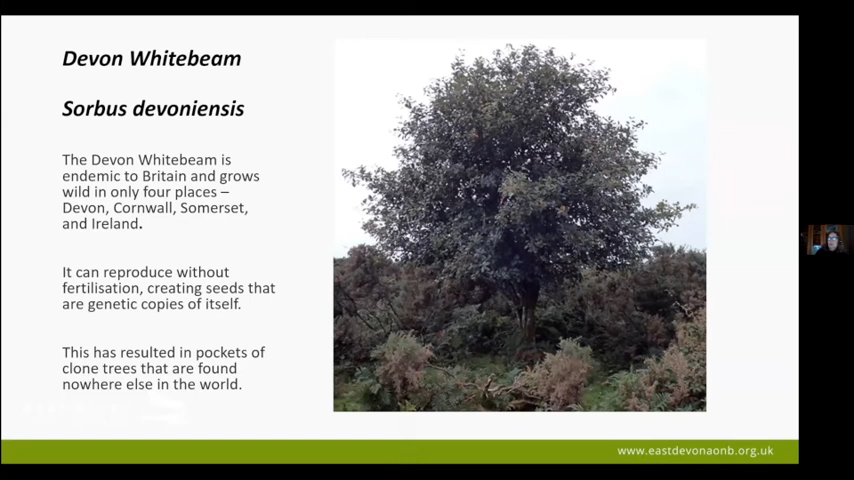 Devon Whitebeam
Sorbus devoniensis
The Devon Whitebeam is
endemic to Britain and grows
wild in only four places –
Devon, Cornwall, Somerset,
and Ireland.
It can reproduce without
fertilisation, creating seeds that
are genetic copies of itself.
This has resulted in pockets of
clone trees that are found
nowhere else in the world.
www.eastdevonaonb.org.uk